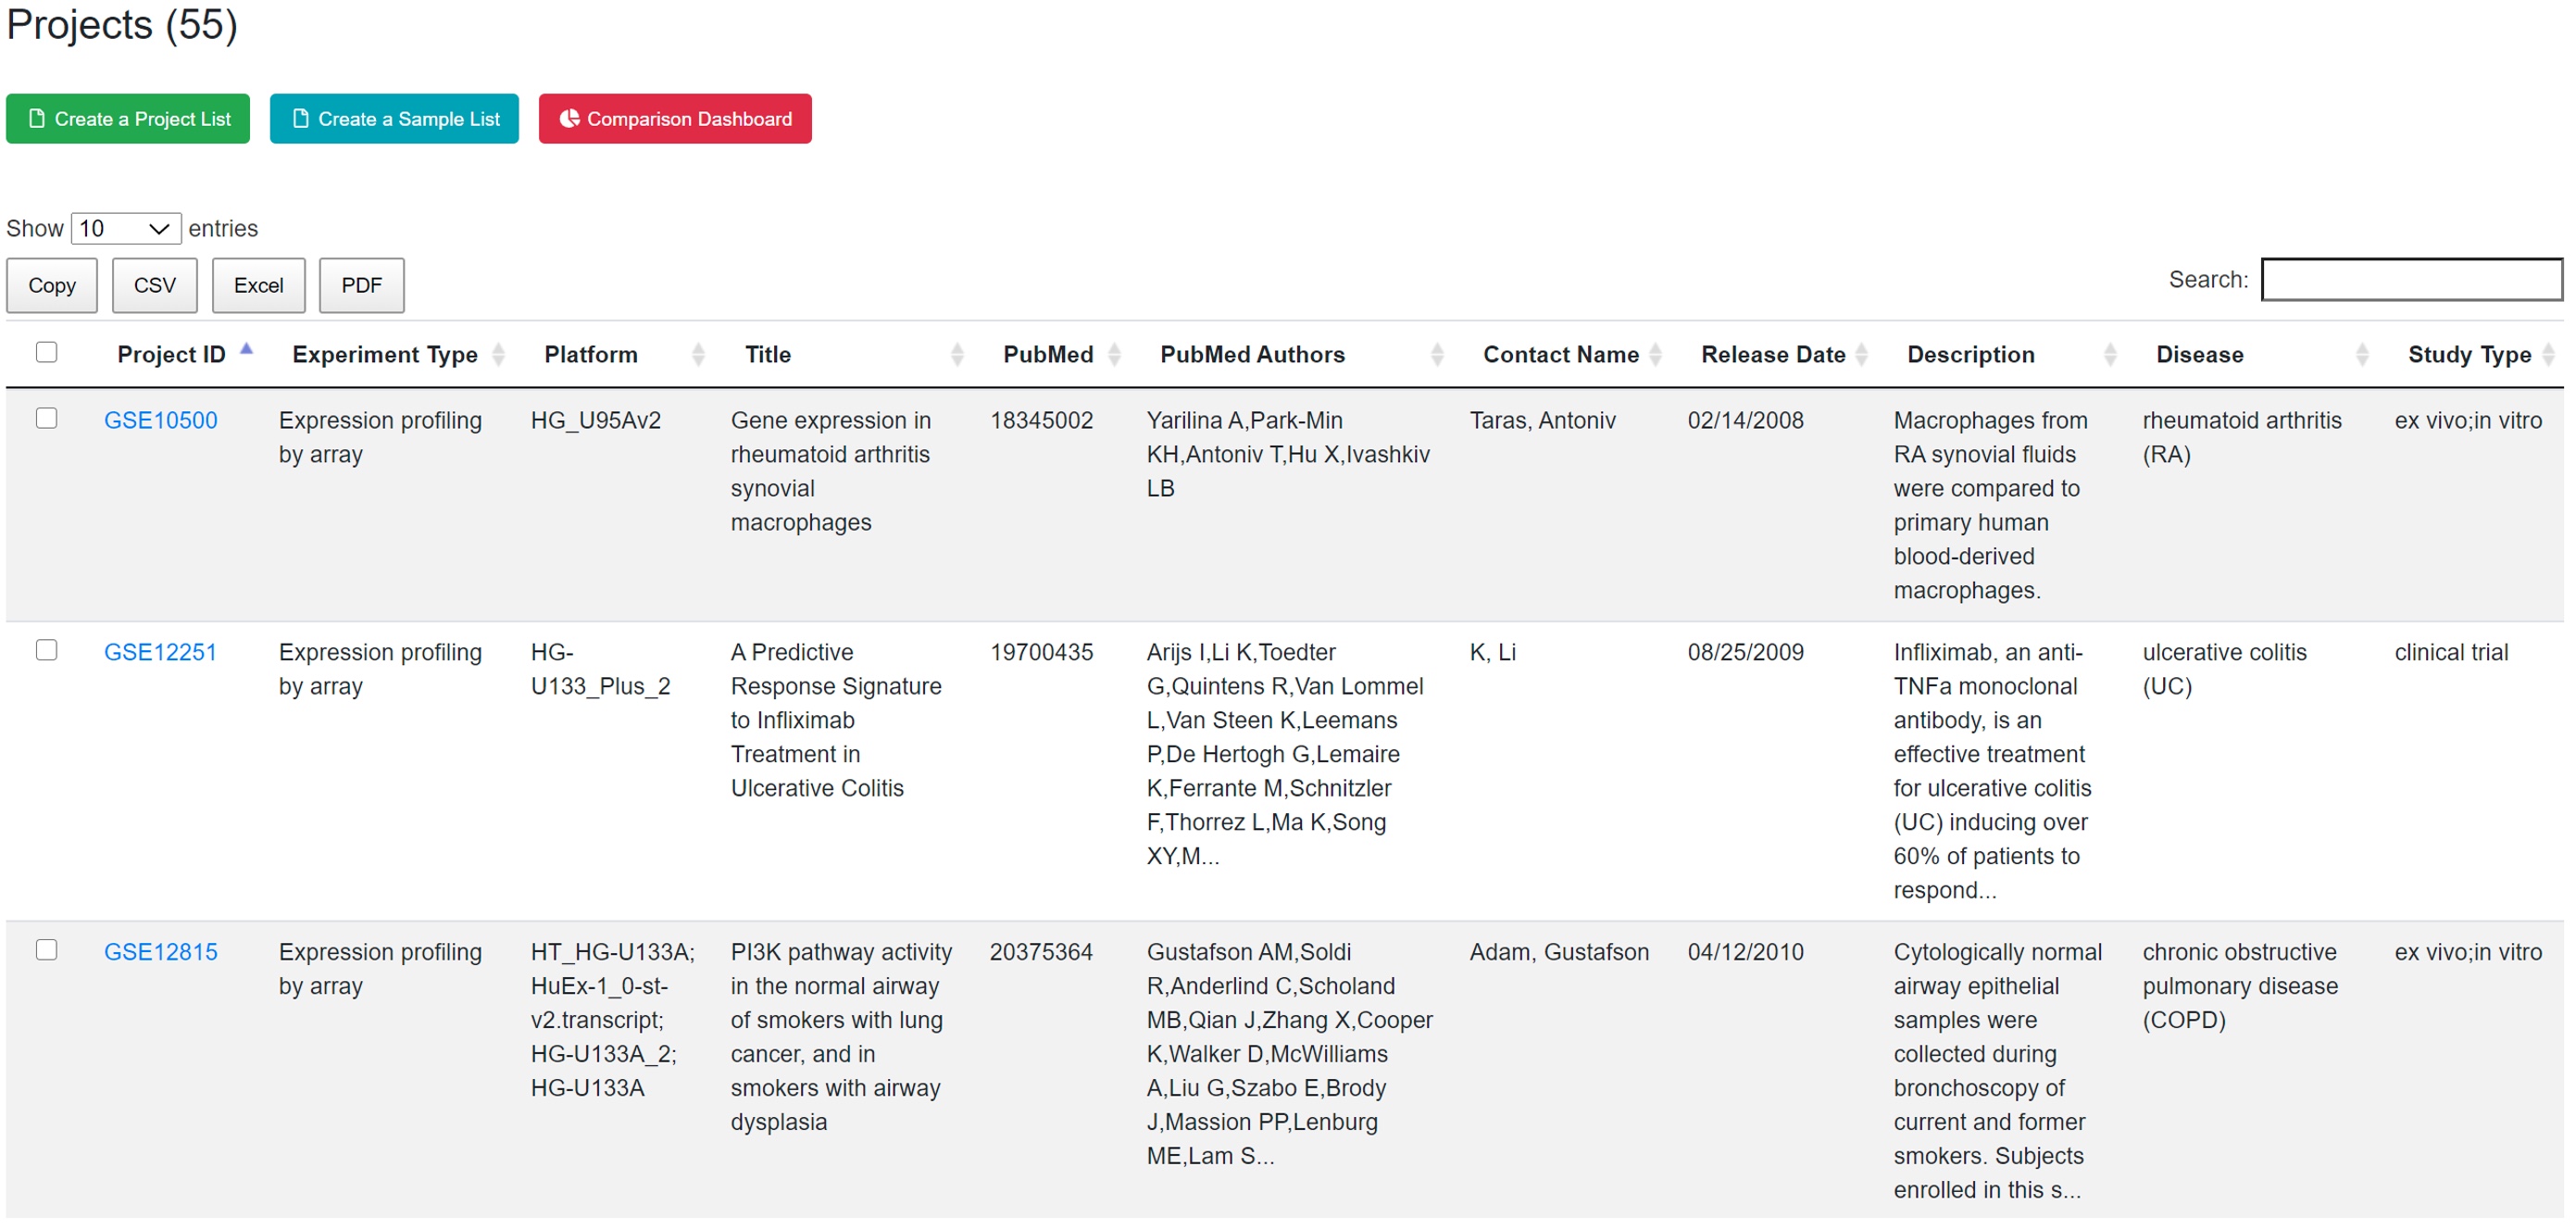 Projects (55)
Create a Project List
Create a Sample List
Comparison Dashboard
Show 10 entries
Copy
CSV
Excel
PDF
Search:
Project ID
Experiment Type
Platform
Title
PubMed
PubMed Authors
Contact Name
Release Date
Description
Disease
Study Type
GSE10500
Expression profiling
by array
HG_U95Av2
Gene expression in
rheumatoid arthritis
synovial
macrophages
18345002
Yarilina A,Park-Min
KH,Antoniv T,Hu X,Ivashkiv
LB
Taras, Antoniv
02/14/2008
Macrophages from
RA synovial fluids
were compared to
primary human
blood-derived
macrophages.
rheumatoid arthritis
(RA)
ex vivo;in vitro
GSE12251
Expression profiling
by array
HG-
U133_Plus_2
A Predictive
Response Signature
to Infliximab
Treatment in
Ulcerative Colitis
19700435
Arijs I,Li K,Toedter
G,Quintens R,Van Lommel
L,Van Steen K,Leemans
P,De Hertogh G,Lemaire
K,Ferrante M,Schnitzler
F,Thorrez L,Ma K,Song
XY,M...
K, Li
08/25/2009
Infliximab, an anti-
TNFa monoclonal
antibody, is an
effective treatment
for ulcerative colitis
(UC) inducing over
60% of patients to
respond...
ulcerative colitis
(UC)
clinical trial
GSE12815
Expression profiling
by array
HT_HG-U133A;
HuEx-1_0-st-
v2.transcript;
HG-U133A_2;
HG-U133A
PI3K pathway activity
in the normal airway
of smokers with lung
cancer, and in
smokers with airway
dysplasia
20375364
Gustafson AM,Soldi
R,Anderlind C,Scholand
MB,Qian J,Zhang X,Cooper
K,Walker D,McWilliams
A,Liu G,Szabo E,Brody
J,Massion PP,Lenburg
ME,Lam S...
Adam, Gustafson
04/12/2010
Cytologically normal
airway epithelial
samples were
collected during
bronchoscopy of
current and former
smokers. Subjects
enrolled in this s...
chronic obstructive
pulmonary disease
(COPD)
ex vivo;in vitro